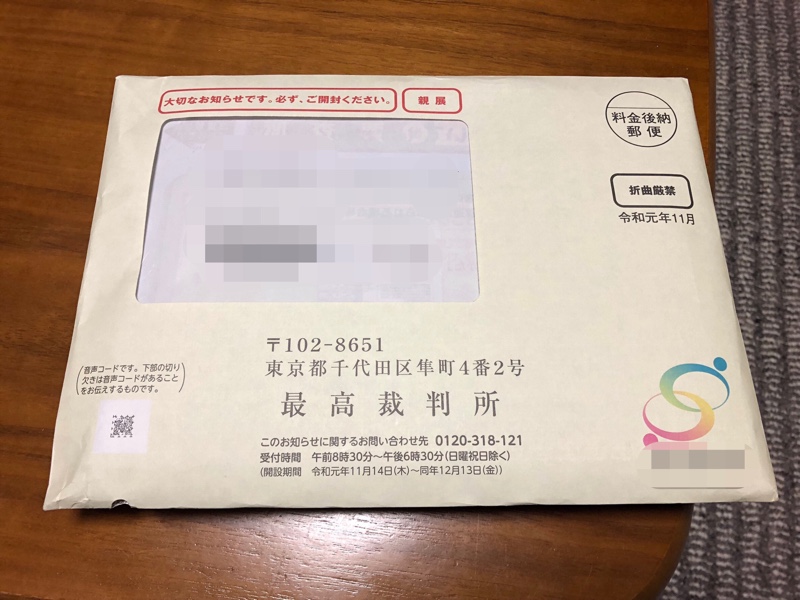 大切なお知らせです。必ず、ご開封ください。
親展
料金後納
郵便
折曲厳禁
令和元年11月
〒102-8651
東京都千代田区隼町4番2号
最高裁判所
音声コードです。下部の切り
欠きは音声コードがあること
をお伝えするものです。
このお知らせに関するお問い合わせ先 0120-318-121
受付時間 午前8時30分～午後6時30分(日曜祝日除く)
(開設期間 令和元年11月14日(木)～同年12月13日(金))